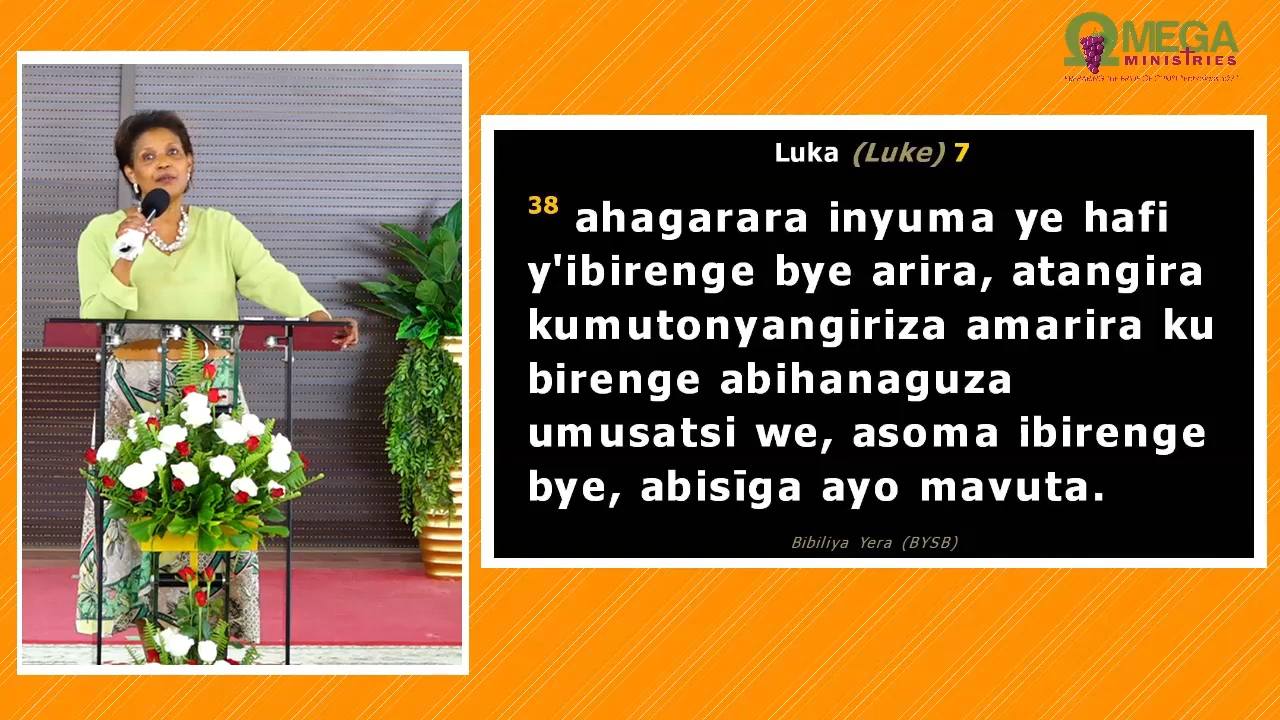 ΩMEGA
MINISTRIES
Luka (Luke) 7
38 ahagarara inyuma ye hafi
y'ibirenge bye arira, atangira
kumutonyangiriza amarira ku
birenge abihanaguza
umusatsi we, asoma ibirenge
bye, abisīga ayo mavuta.
Bibiliya Yera (BYSB)